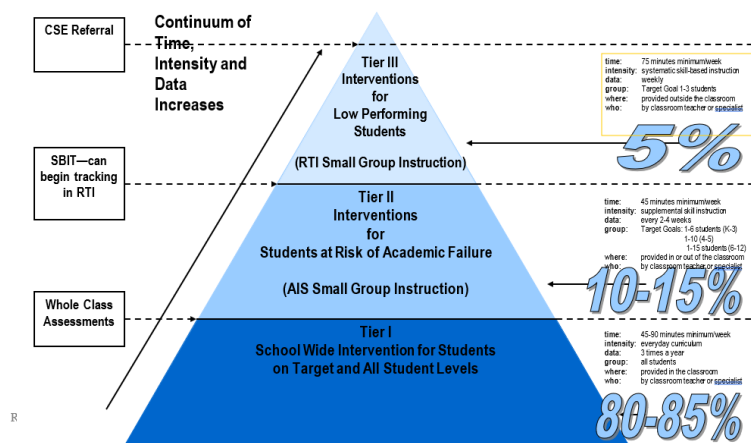 CSE Referral
SBIT—can
begin tracking
in RTI
Whole Class
Assessments
Continuum of
Time,
Intensity and
Data
Increases
Tier III
Interventions
for
Low Performing
Students
(RTI Small Group Instruction)
Tier II
Interventions
for
Students at Risk of Academic Failure
(AIS Small Group Instruction)
Tier I
School Wide Intervention for Students
on Target and All Student Levels
time: 75 minutes minimum/week
intensity: systematic skill-based instruction
data: weekly
group: Target Goal 1-3 students
where: provided outside the classroom
who: by classroom teacher or specialist
5%
time: 45 minutes minimum/week
intensity: supplemental skill instruction
data: every 2-4 weeks
group: Target Goals: 1-6 students (K-3)
1-10 (4-5)
1-15 students (6-12)
where: provided in or out of the classroom
who: by classroom teacher or specialist
10-15%
time: 45-90 minutes minimum/week
intensity: everyday curriculum
data: 3 times a year
group: all students
where: provided in the classroom
who: by classroom teacher or specialist
80-85%
R